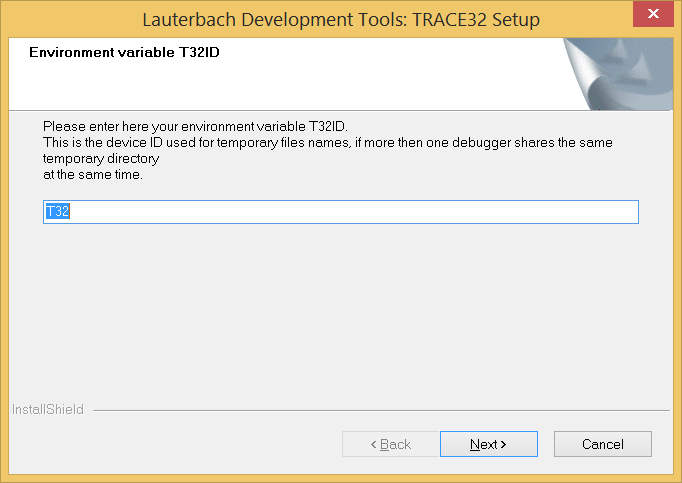 Lauterbach Development Tools: TRACE32 Setup
Environment variable T32ID
Please enter here your environment variable T32ID.
This is the device ID used for temporary files names, if more then one debugger shares the same
temporary directory
at the same time.
T32
InstallShield
< Back
Next >
Cancel